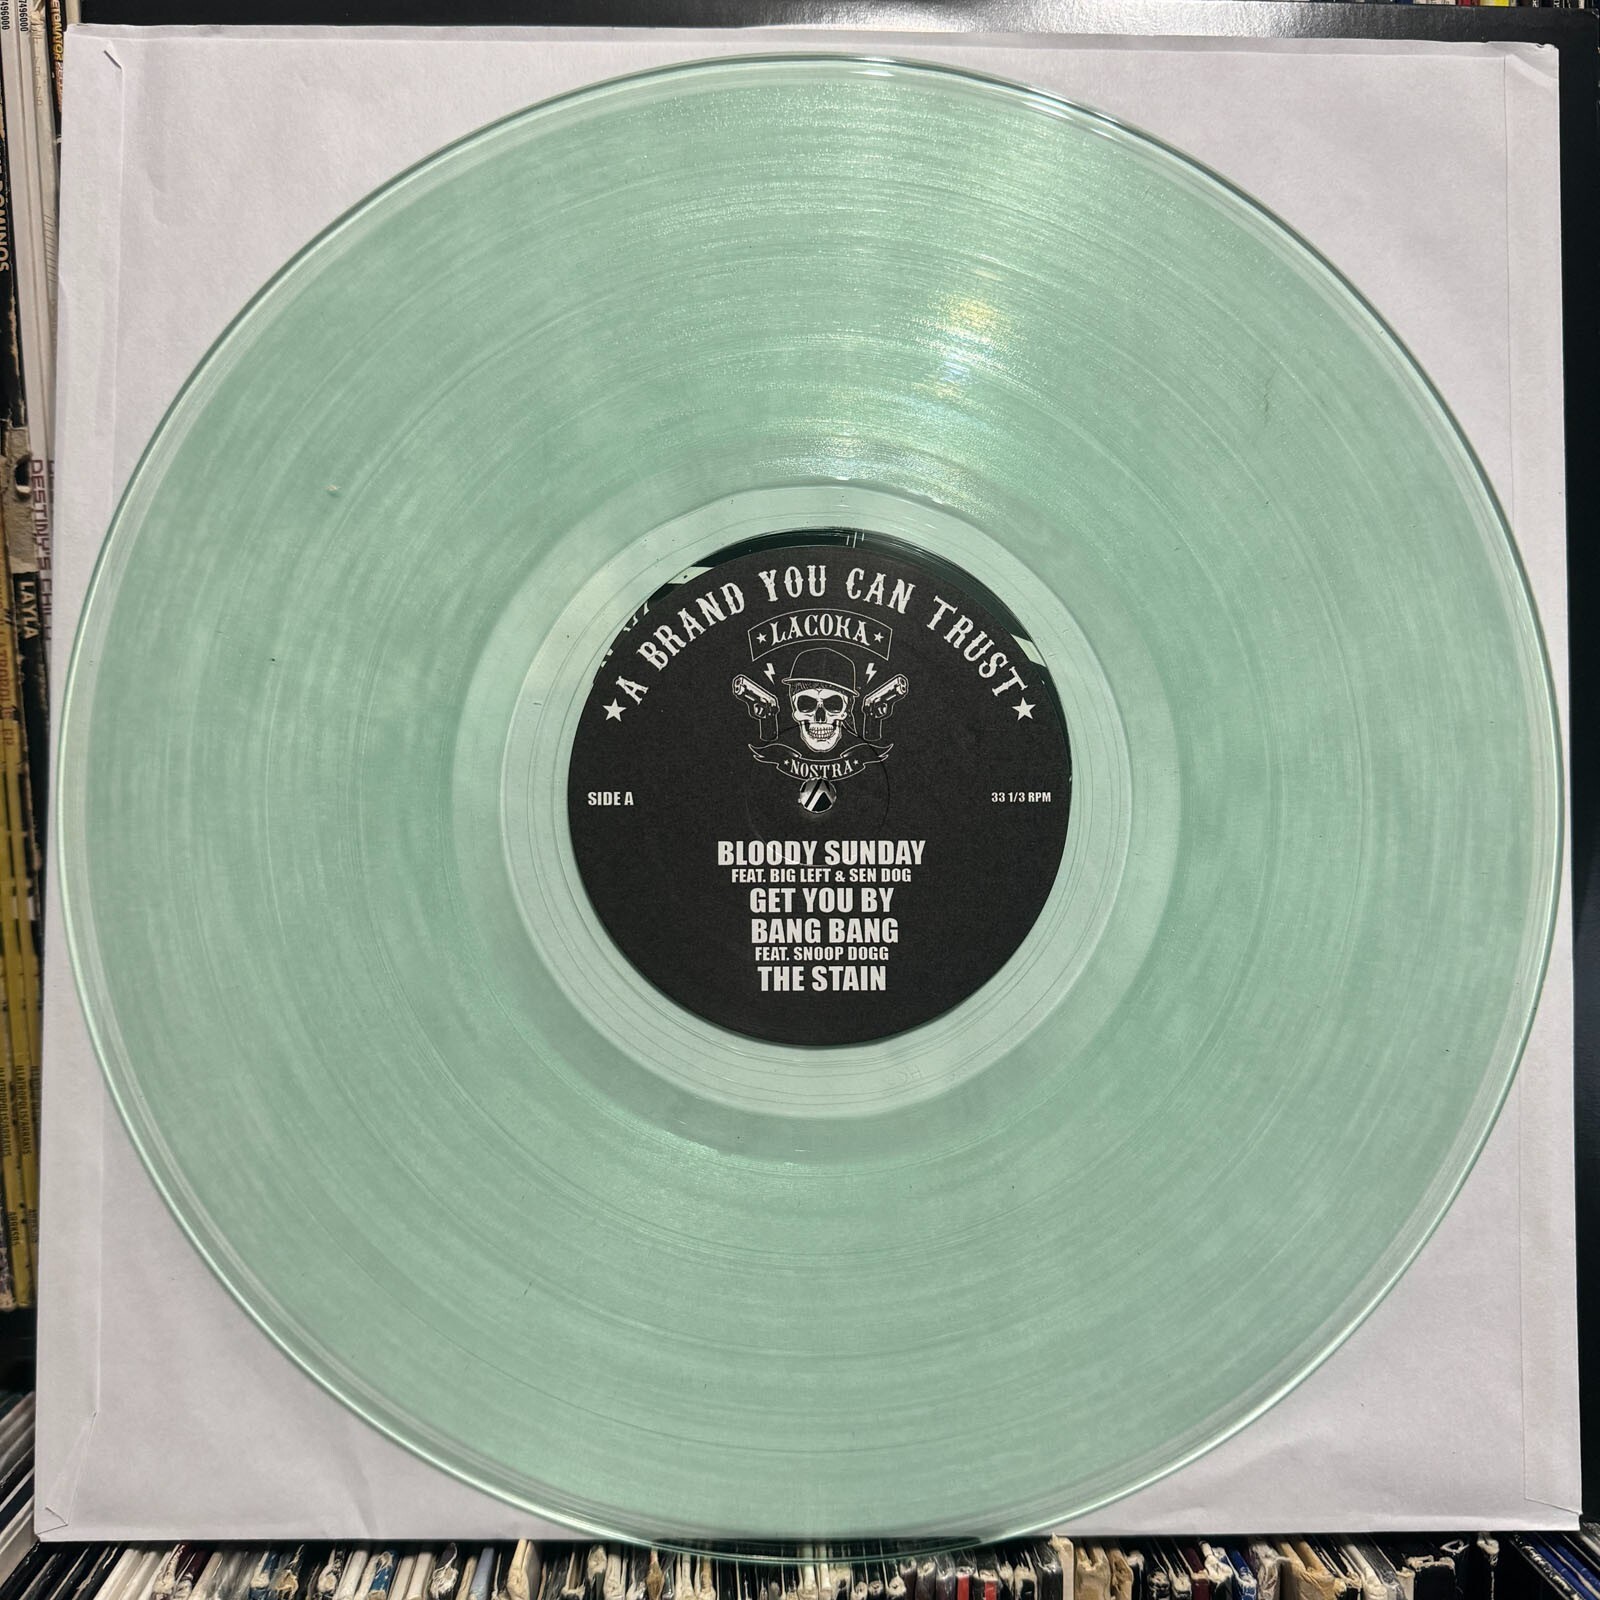 ★A BRAND YOU CAN TRUST★
★LACOKA★
★NOSTRA★
SIDE A
33 1/3 RPM
BLOODY SUNDAY
FEAT. BIG LEFT & SEN DOG
GET YOU BY
BANG BANG
FEAT. SNOOP DOGG
THE STAIN
DESTINY'S
LAYLA